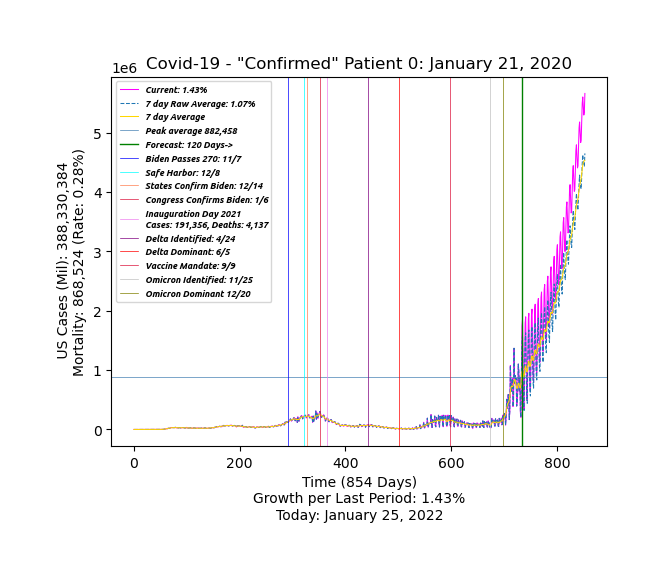 Covid-19 - "Confirmed" Patient 0: January 21, 2020
1e6
Current: 1.43%
7 day Raw Average: 1.07%
7 day Average
Peak average 882,458
Forecast: 120 Days->
Biden Passes 270: 11/7
Safe Harbor: 12/8
States Confirm Biden: 12/14
Congress Confirms Biden: 1/6
Inauguration Day 2021
Cases: 191,356, Deaths: 4,137
Delta Identified: 4/24
Delta Dominant: 6/5
Vaccine Mandate: 9/9
Omicron Identified: 11/25
Omicron Dominant 12/20
5
4
3
2
1
0
US Cases (Mil): 388,330,384
Mortality: 868,524 (Rate: 0.28%)
0 200 400 600 800
Time (854 Days)
Growth per Last Period: 1.43%
Today: January 25, 2022